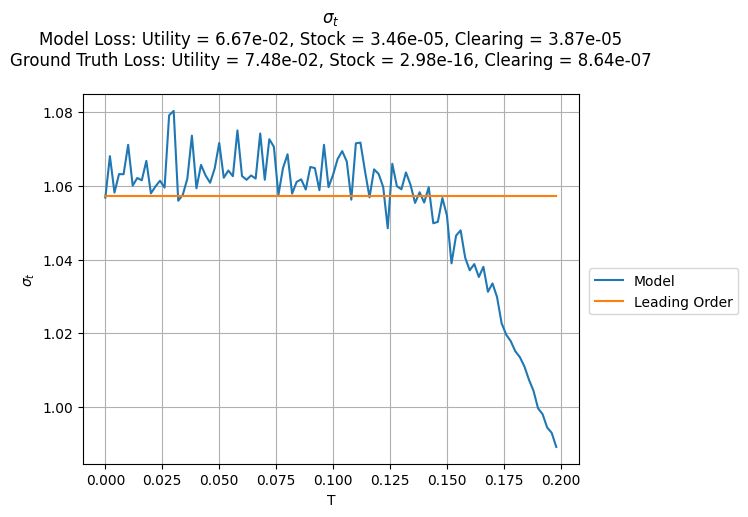 σ_t
Model Loss: Utility = 6.67e-02, Stock = 3.46e-05, Clearing = 3.87e-05
Ground Truth Loss: Utility = 7.48e-02, Stock = 2.98e-16, Clearing = 8.64e-07
1.08
1.06
1.04
1.02
1.00
σ_t
0.000 0.025 0.050 0.075 0.100 0.125 0.150 0.175 0.200
T
Model
Leading Order